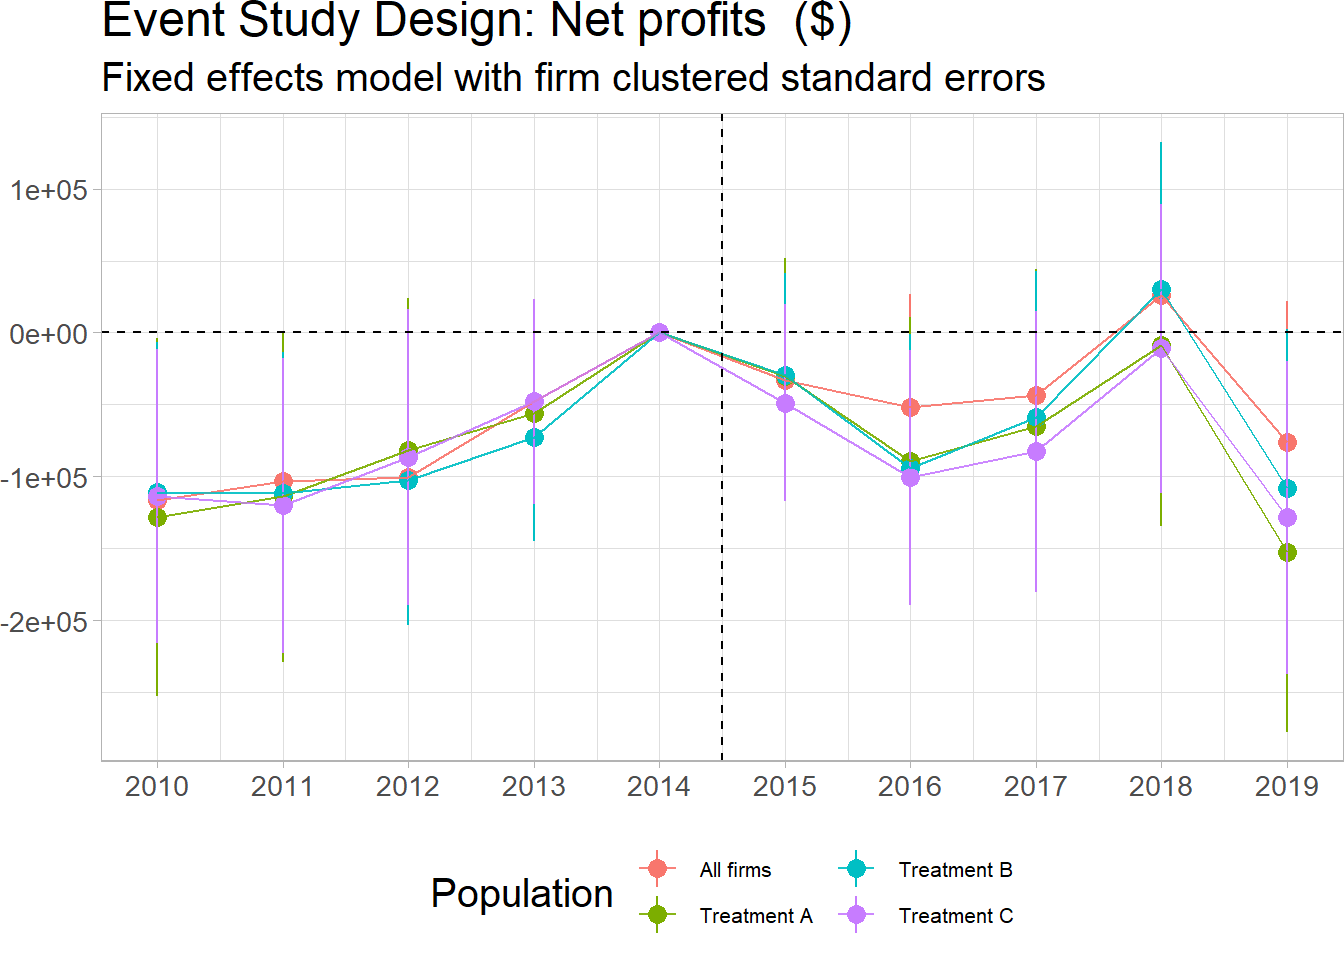 Event Study Design: Net profits  ($)
Fixed effects model with firm clustered standard errors
1e+05
0e+00
-1e+05
-2e+05
2010 2011 2012 2013 2014 2015 2016 2017 2018 2019
Population
All firms
Treatment A
Treatment B
Treatment C